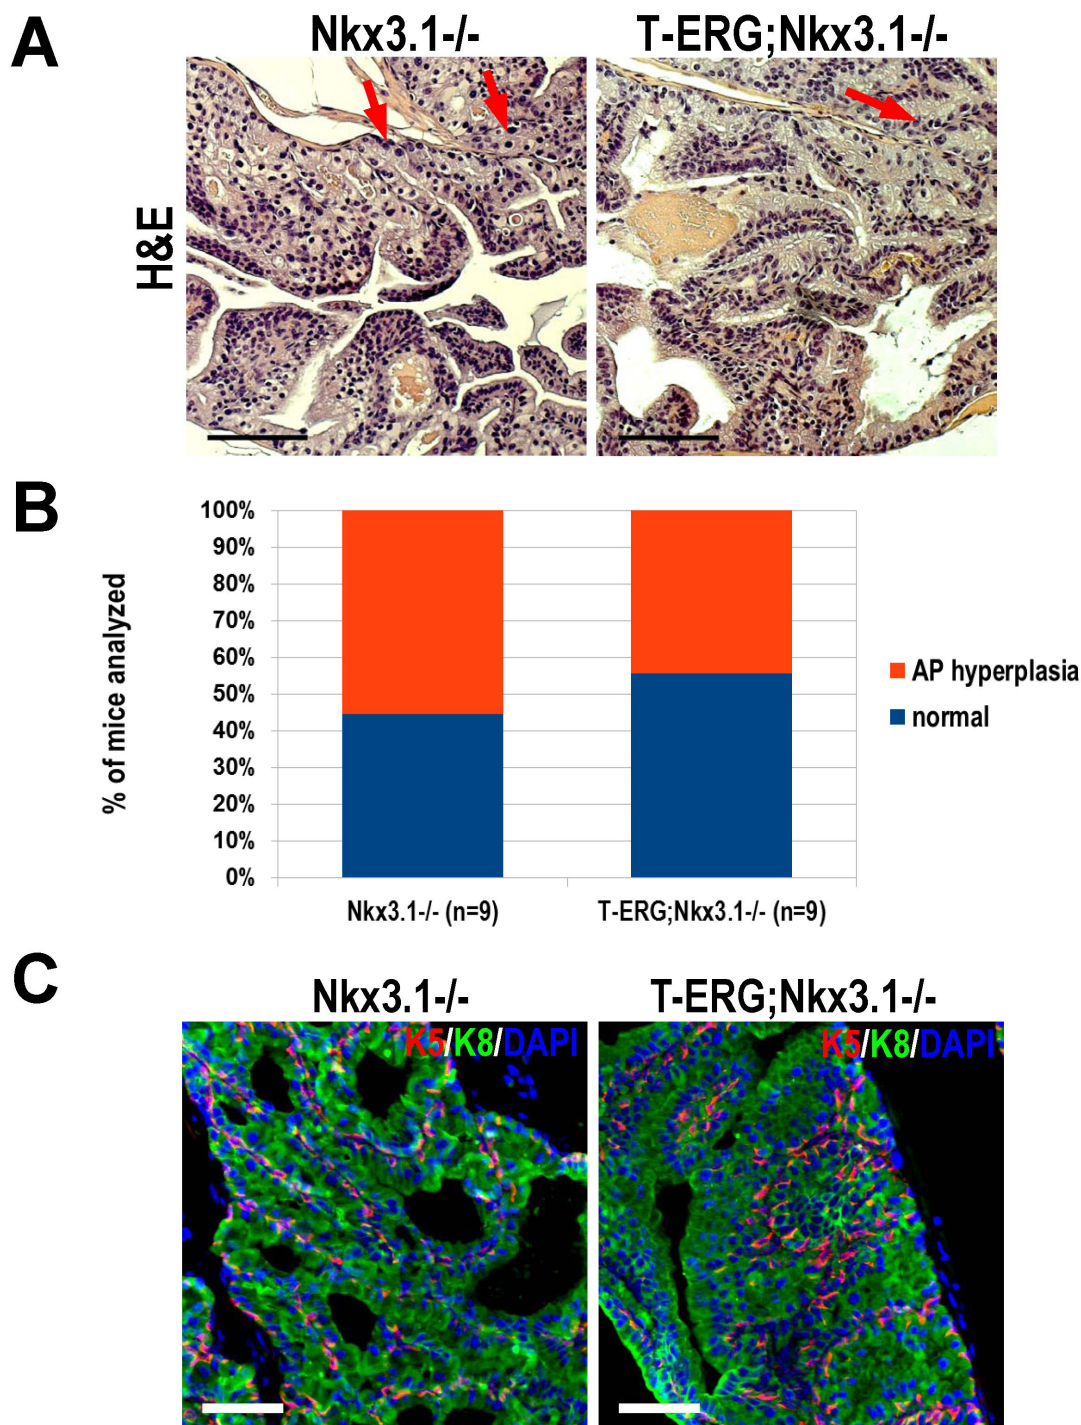 A
Nkx3.1-/-
T-ERG;Nkx3.1-/-
H&E
B
100%
90%
80%
70%
60%
50%
40%
30%
20%
10%
0%
% of mice analyzed
AP hyperplasia
normal
Nkx3.1-/- (n=9)
T-ERG;Nkx3.1-/- (n=9)
C
Nkx3.1-/-
T-ERG;Nkx3.1-/-
K5/K8/DAPI
K5/K8/DAPI